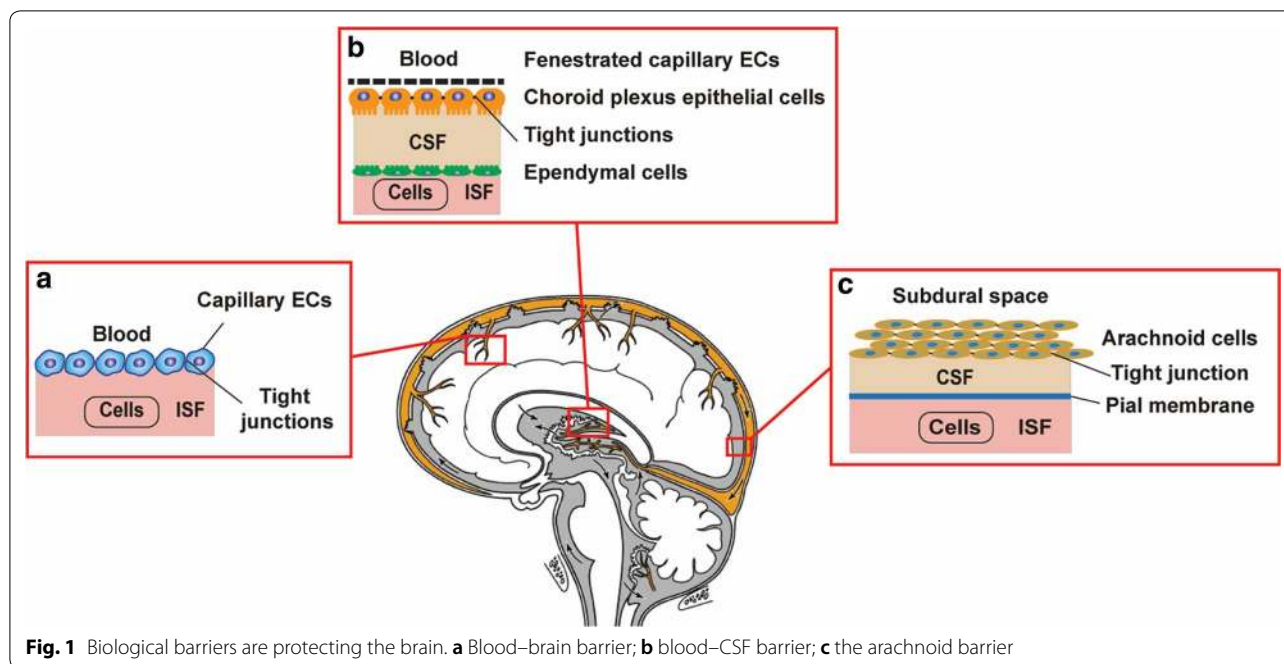 b
Blood
Fenestrated capillary ECs
Choroid plexus epithelial cells
Tight junctions
CSF
Ependymal cells
Cells ISF
a
Capillary ECs
Blood
Tight
junctions
Cells ISF
c
Subdural space
Arachnoid cells
Tight junction
CSF
Pial membrane
Cells ISF
Fig. 1 Biological barriers are protecting the brain. a Blood–brain barrier; b blood–CSF barrier; c the arachnoid barrier